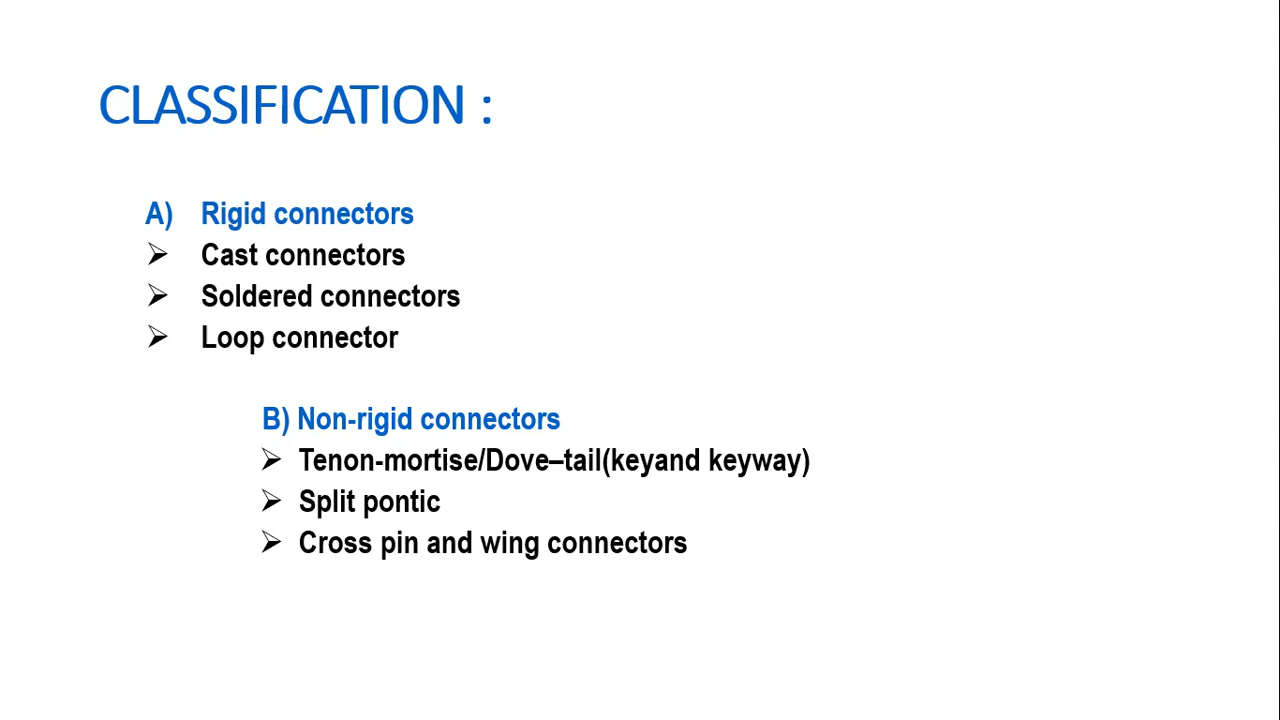 CLASSIFICATION :
A) Rigid connectors
➢ Cast connectors
➢ Soldered connectors
➢ Loop connector
B) Non-rigid connectors
➢ Tenon-mortise/Dove–tail(keyand keyway)
➢ Split pontic
➢ Cross pin and wing connectors